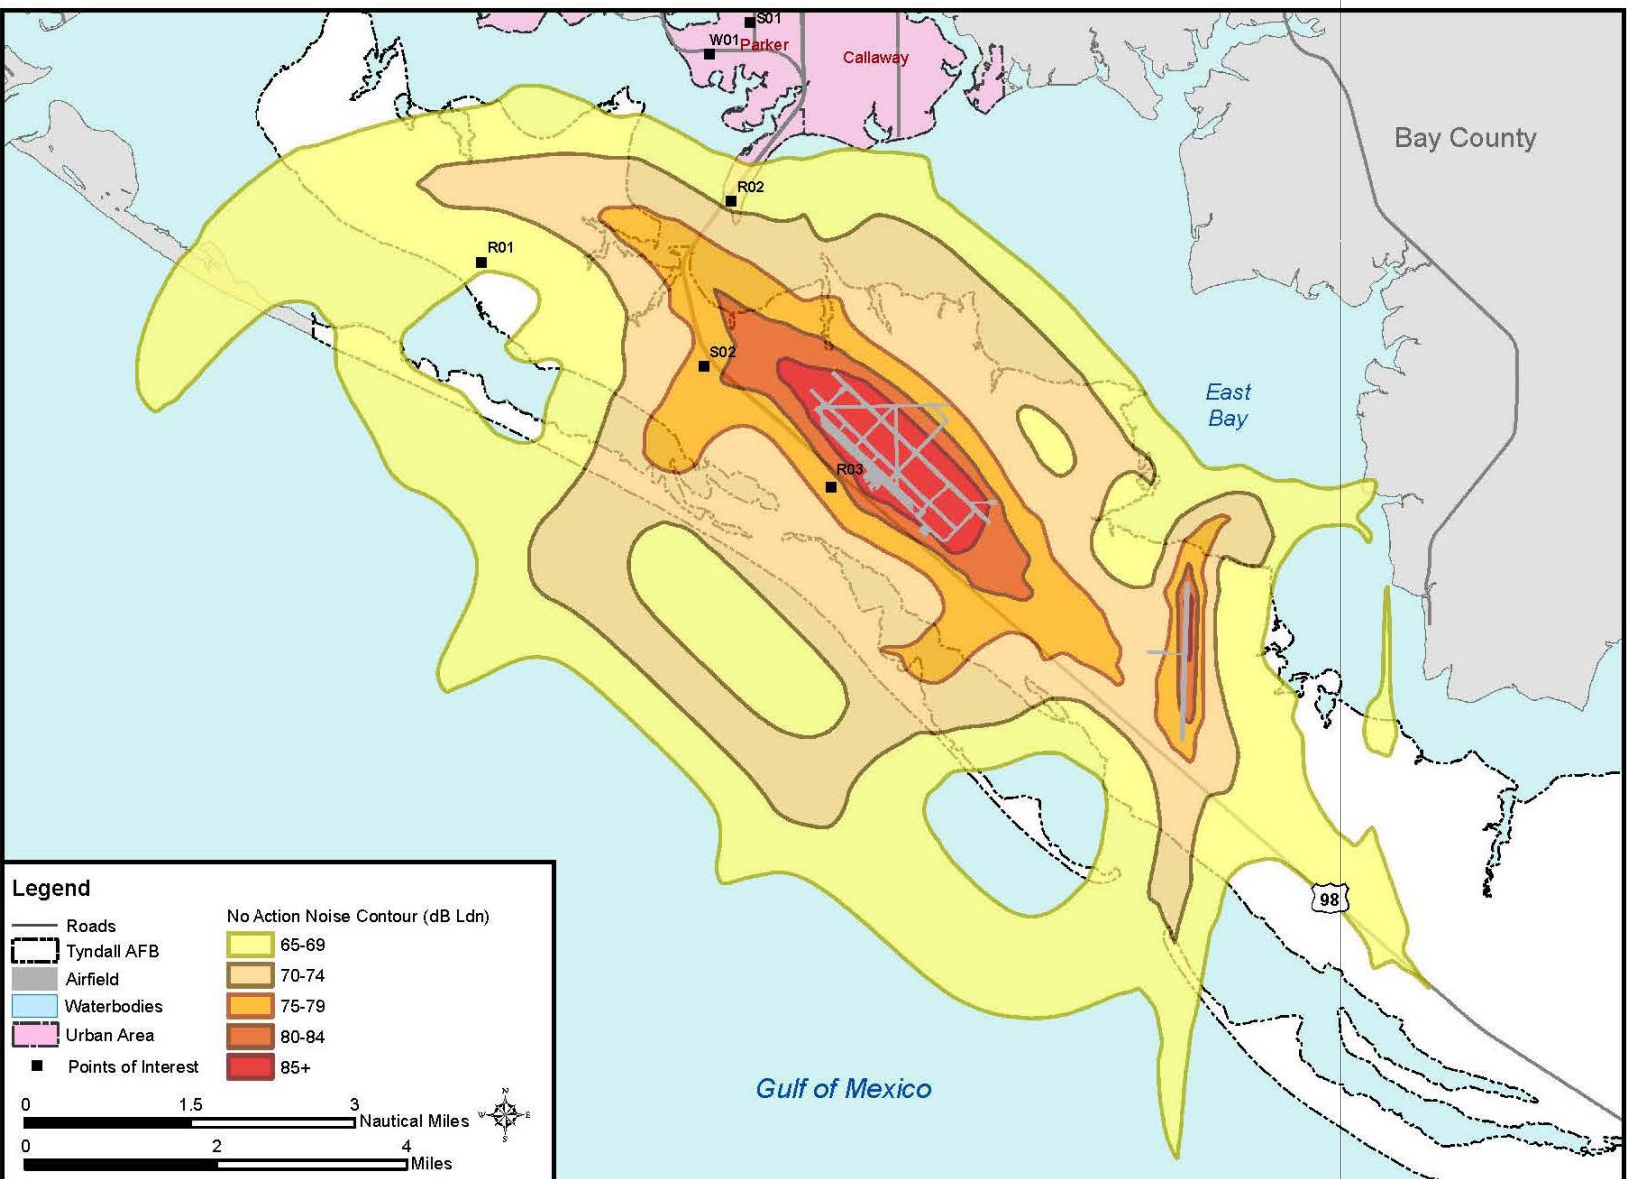 S01
W01
Parker
Callaway
Bay County
R02
R01
East
Bay
S02
R03
98
Gulf of Mexico
Legend
Roads
Tyndall AFB
Airfield
Waterbodies
Urban Area
Points of Interest
No Action Noise Contour (dB Ldn)
65-69
70-74
75-79
80-84
85+
0 1.5 3
Nautical Miles
0 2 4
Miles
N
W E
S